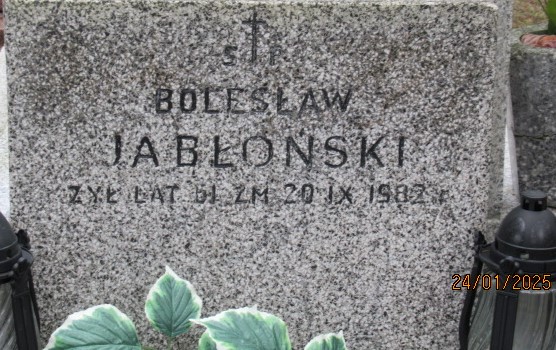 Ś P
BOLESŁAW
JABŁOŃSKI
ŻYŁ LAT 61 ZM 20 IX 1982 r
24/01/2025